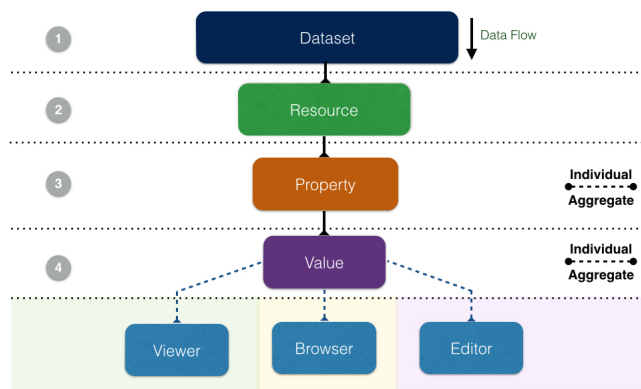 1
Dataset
Data Flow
2
Resource
3
Property
Individual
Aggregate
4
Value
Individual
Aggregate
Viewer
Browser
Editor